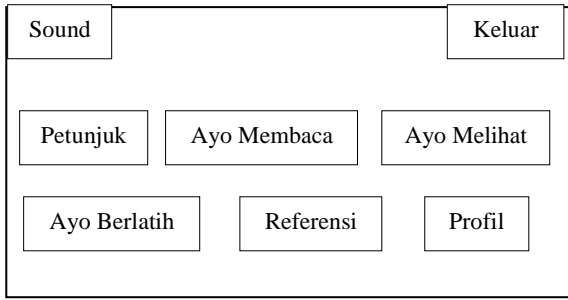 Sound
Keluar
Petunjuk
Ayo Membaca
Ayo Melihat
Ayo Berlatih
Referensi
Profil